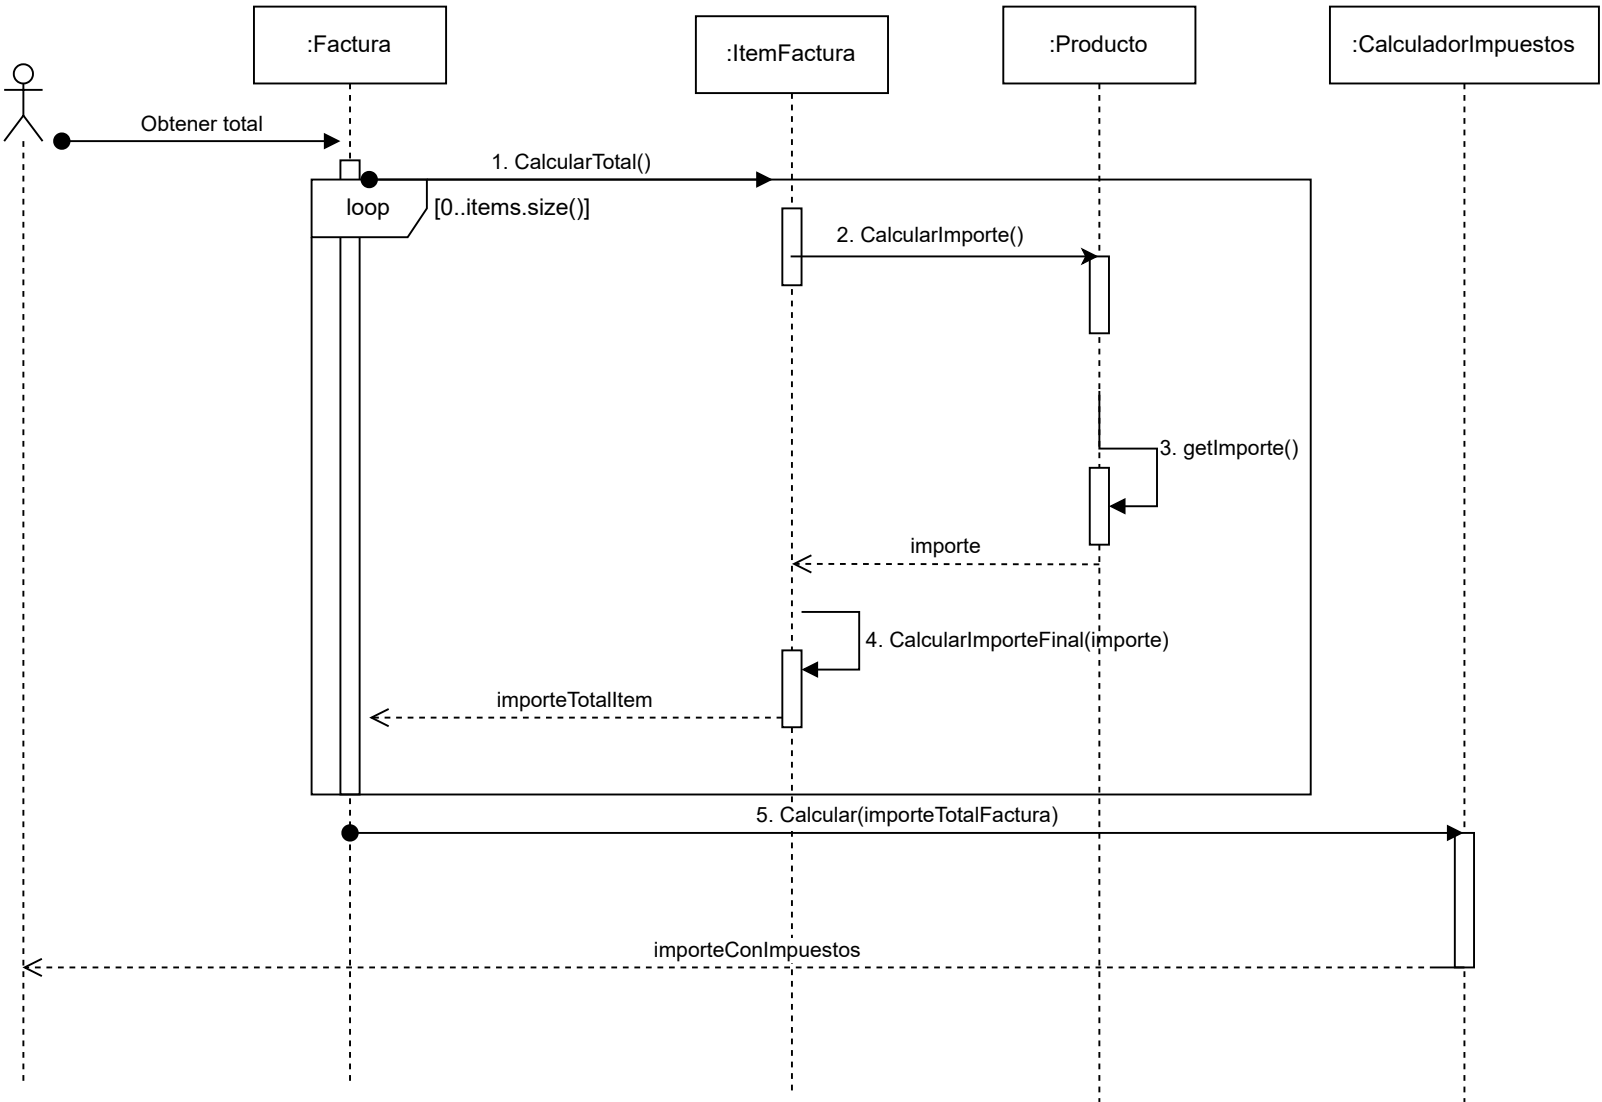 :Factura
:ItemFactura
:Producto
:CalculadorImpuestos
Obtener total
1. CalcularTotal()
loop
[0..items.size()]
2. CalcularImporte()
3. getImporte()
importe
4. CalcularImporteFinal(importe)
importeTotalItem
5. Calcular(importeTotalFactura)
importeConImpuestos